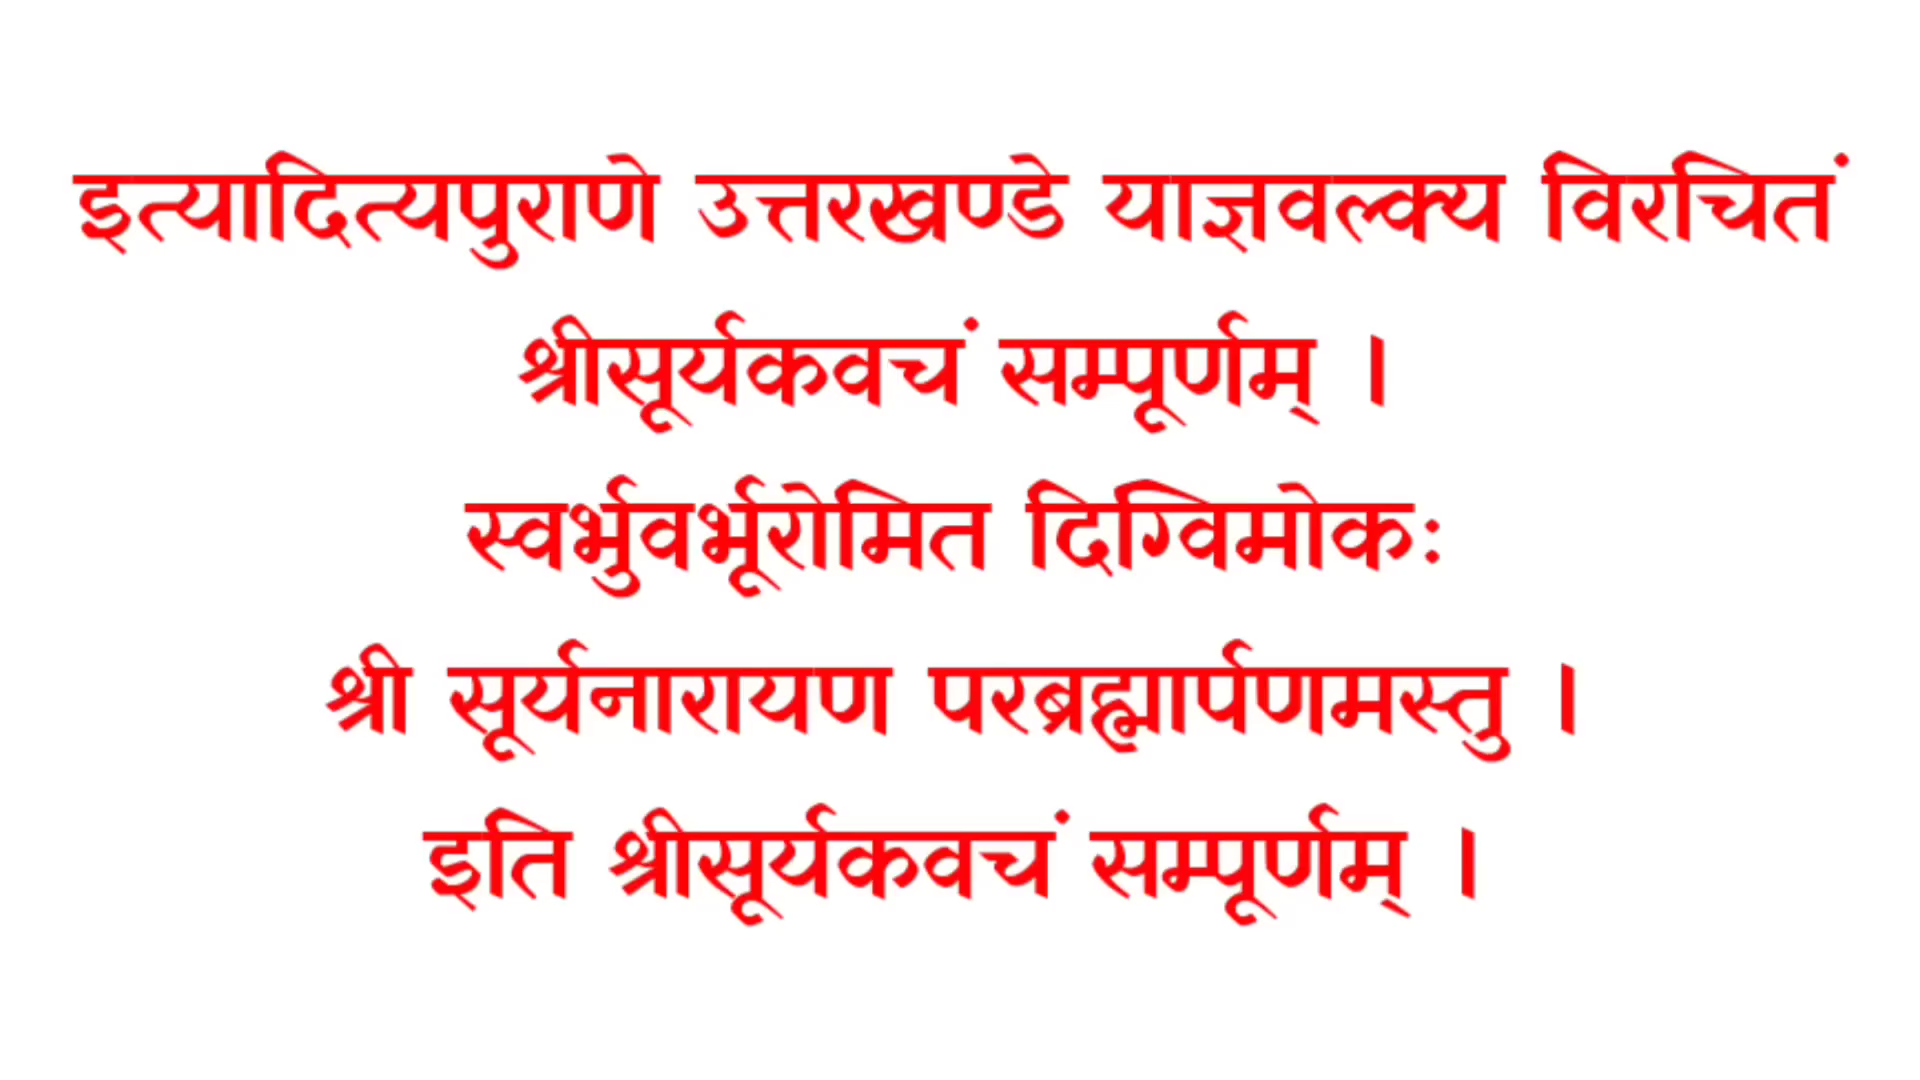 इत्यादित्यपुराणे उत्तरखण्डे याज्ञवल्क्य विरचितं
श्रीसूर्यकवचं सम्पूर्णम् ।
स्वर्भुवर्भूरोमित दिग्विमोकः
श्री सूर्यनारायण परब्रह्मार्पणमस्तु ।
इति श्रीसूर्यकवचं सम्पूर्णम् ।